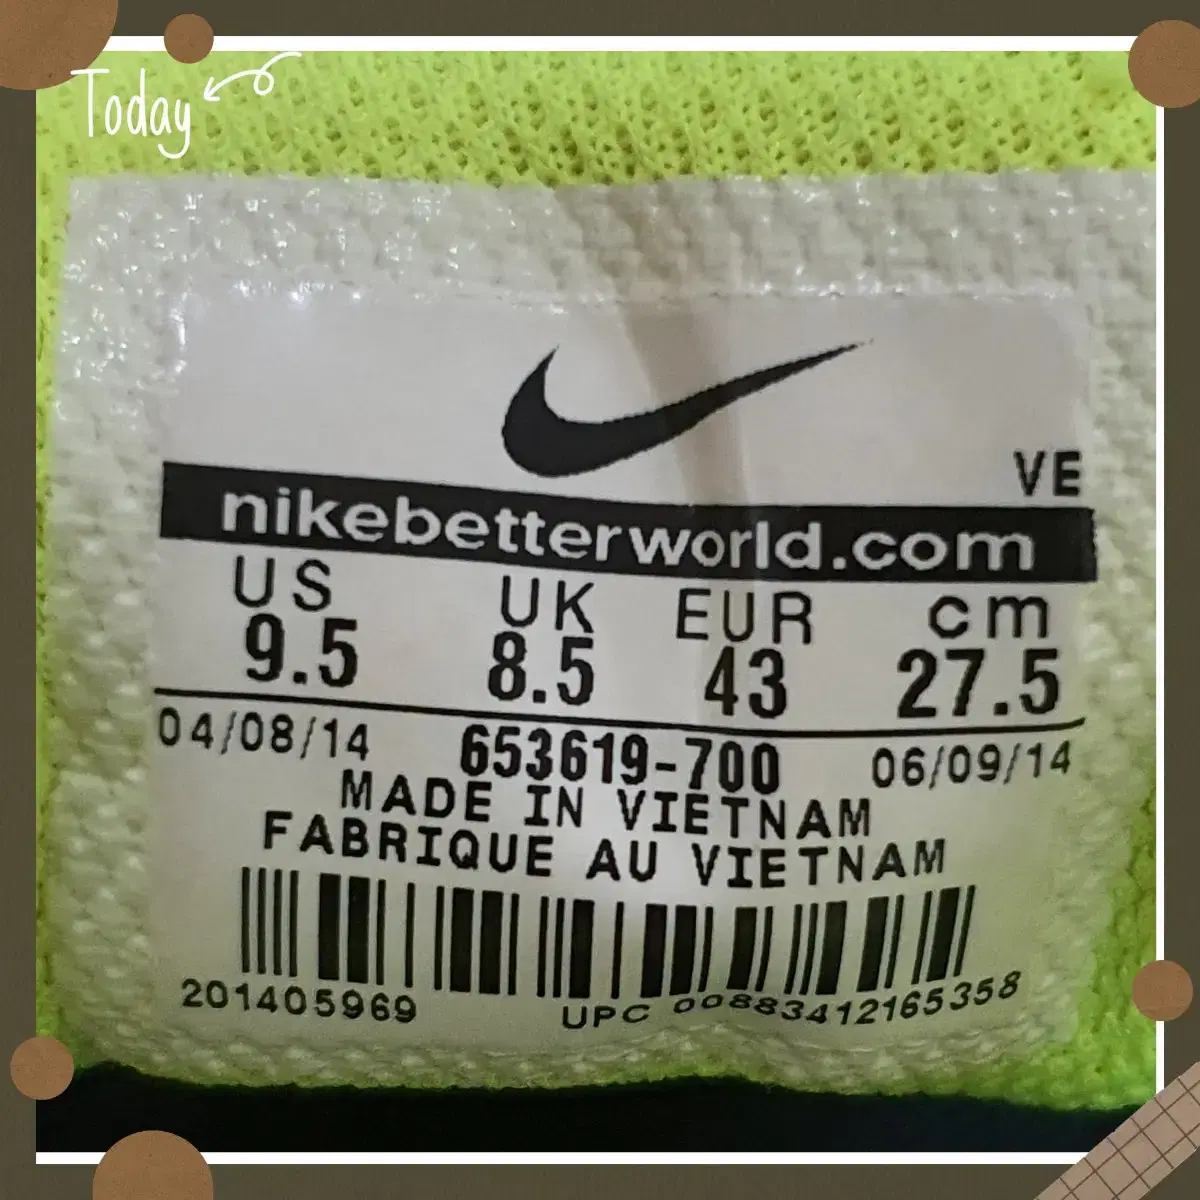 Today
VE
nikebetterworld.com
US UK EUR cm
9.5 8.5 43 27.5
04/08/14 653619-700 06/09/14
MADE IN VIETNAM
FABRIQUE AU VIETNAM
201405969 UPC 00883412165358